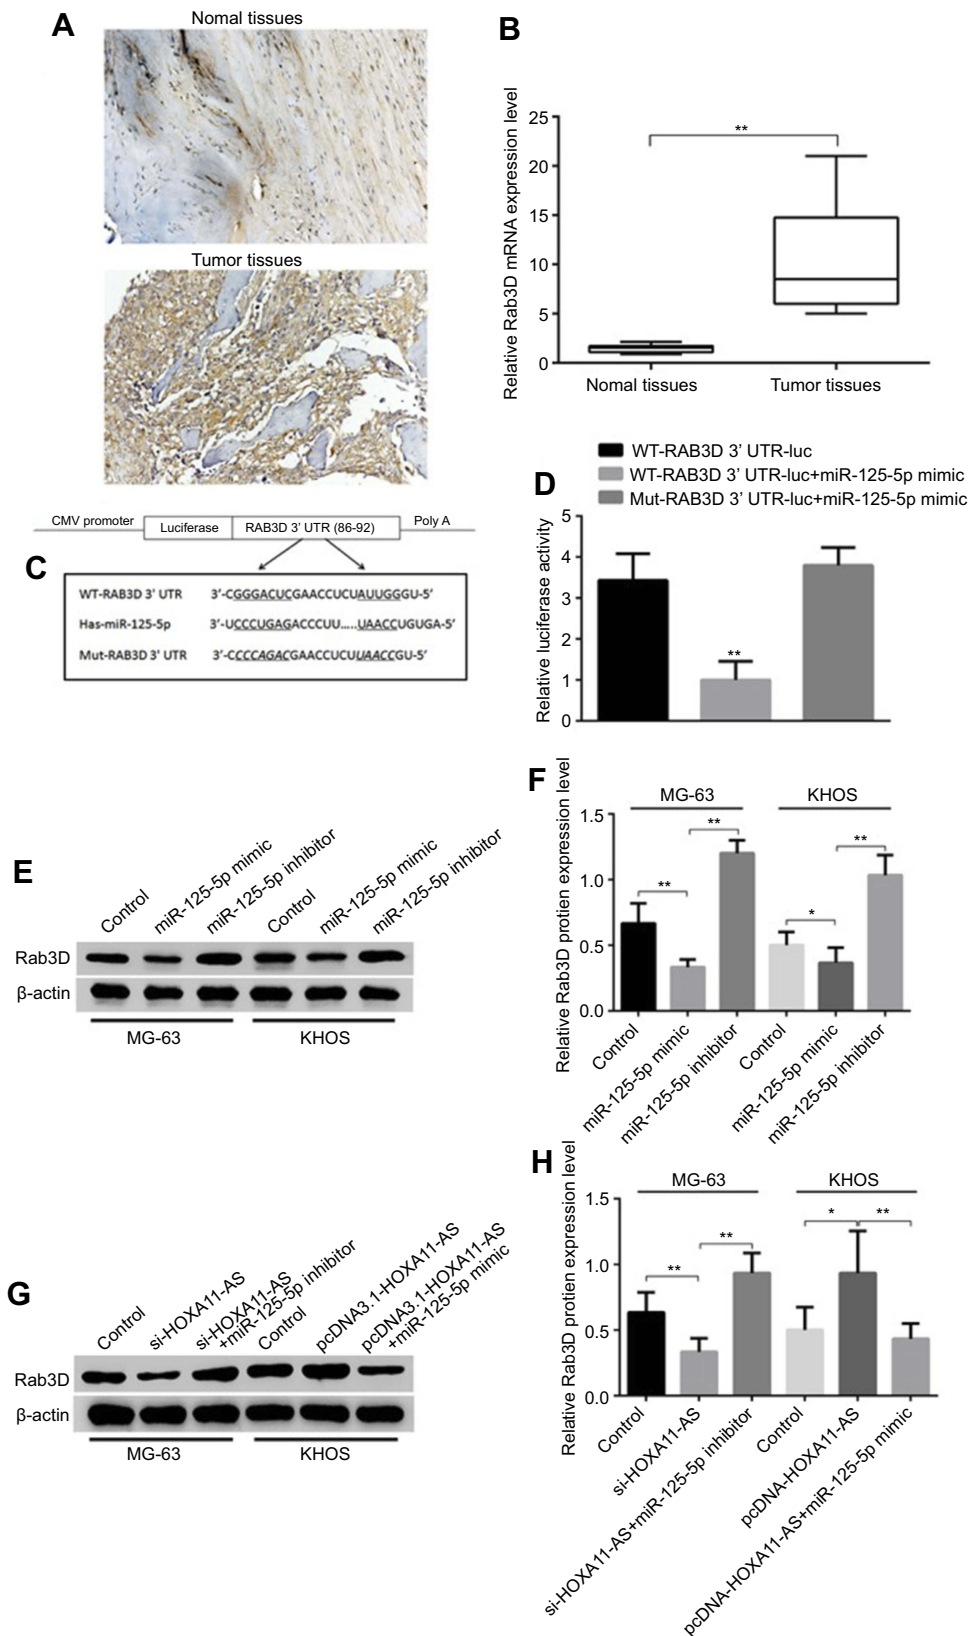 A
Nomal tissues
Tumor tissues
B
Relative Rab3D mRNA expression level
25
20
15
10
5
0
**
Nomal tissues
Tumor tissues
CMV promoter
Luciferase
RAB3D 3' UTR (86-92)
Poly A
C
WT-RAB3D 3' UTR 3'-CGGGACUCGAACCUCUAUUGGGU-5'
Has-miR-125-5p 3'-UCCCUGAGACCCUU.....UAACCUGUGA-5'
Mut-RAB3D 3' UTR 3'-CCCCAGACGAACCUCUUAACCGU-5'
D
WT-RAB3D 3' UTR-luc
WT-RAB3D 3' UTR-luc+miR-125-5p mimic
Mut-RAB3D 3' UTR-luc+miR-125-5p mimic
Relative luciferase activity
5
4
3
2
1
0
**
E
Control
miR-125-5p mimic
miR-125-5p inhibitor
Control
miR-125-5p mimic
miR-125-5p inhibitor
Rab3D
β-actin
MG-63
KHOS
F
Relative Rab3D protien expression level
MG-63
KHOS
1.5
1.0
0.5
0.0
**
**
*
**
Control
miR-125-5p mimic
miR-125-5p inhibitor
Control
miR-125-5p mimic
miR-125-5p inhibitor
G
Control
si-HOXA11-AS
si-HOXA11-AS
+miR-125-5p inhibitor
Control
pcDNA3.1-HOXA11-AS
pcDNA3.1-HOXA11-AS
+miR-125-5p mimic
Rab3D
β-actin
MG-63
KHOS
H
Relative Rab3D protien expression level
MG-63
KHOS
1.5
1.0
0.5
0.0
**
**
*
**
Control
si-HOXA11-AS
si-HOXA11-AS+miR-125-5p inhibitor
Control
pcDNA-HOXA11-AS
pcDNA-HOXA11-AS+miR-125-5p mimic